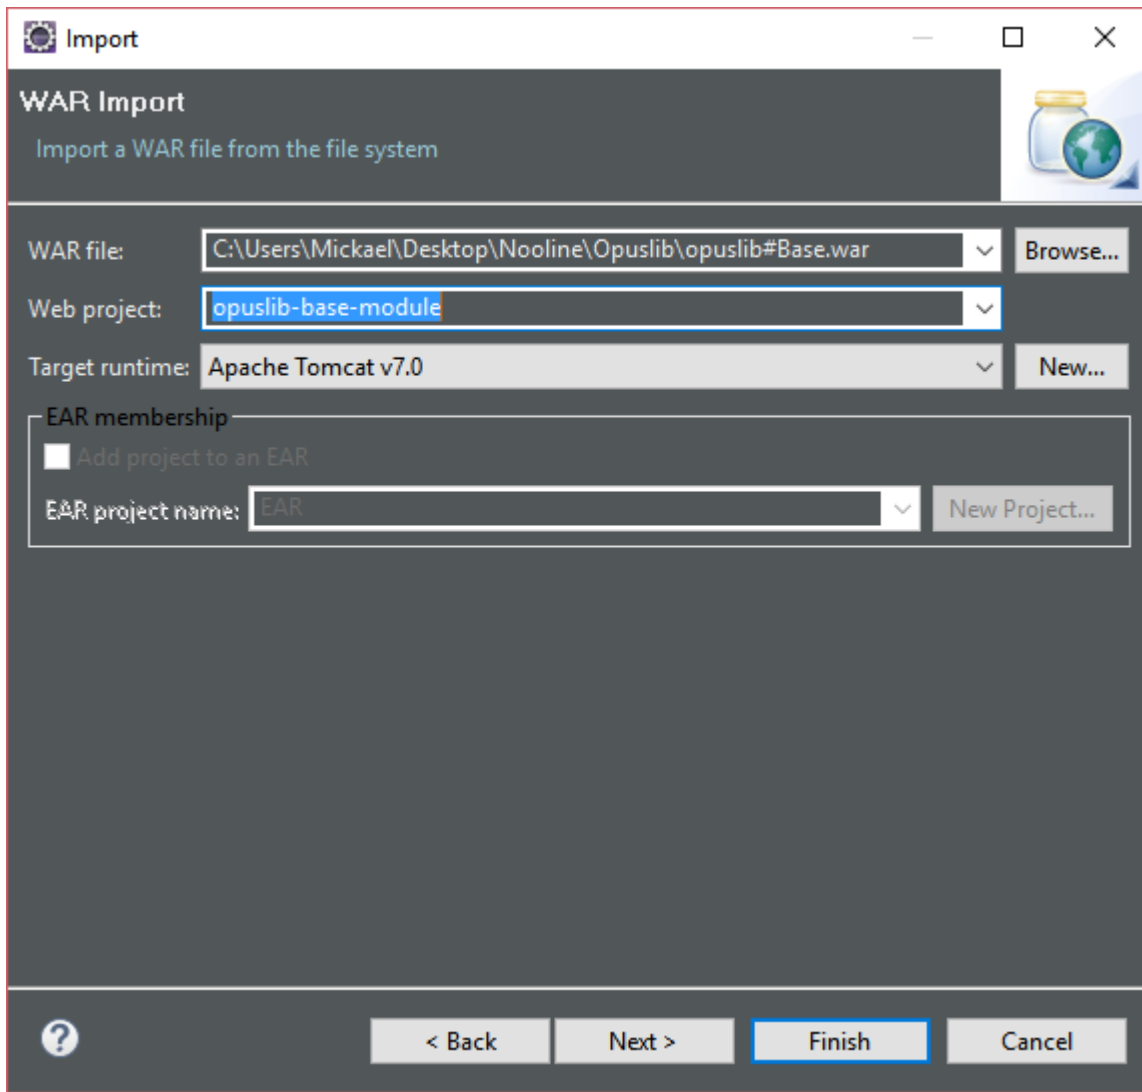 Import
WAR Import
Import a WAR file from the file system
WAR file: C:\Users\Mickael\Desktop\Nooline\Opuslib\opuslib#Base.war Browse...
Web project: opuslib-base-module
Target runtime: Apache Tomcat v7.0 New...
EAR membership
Add project to an EAR
EAR project name: EAR New Project...
? < Back Next > Finish Cancel